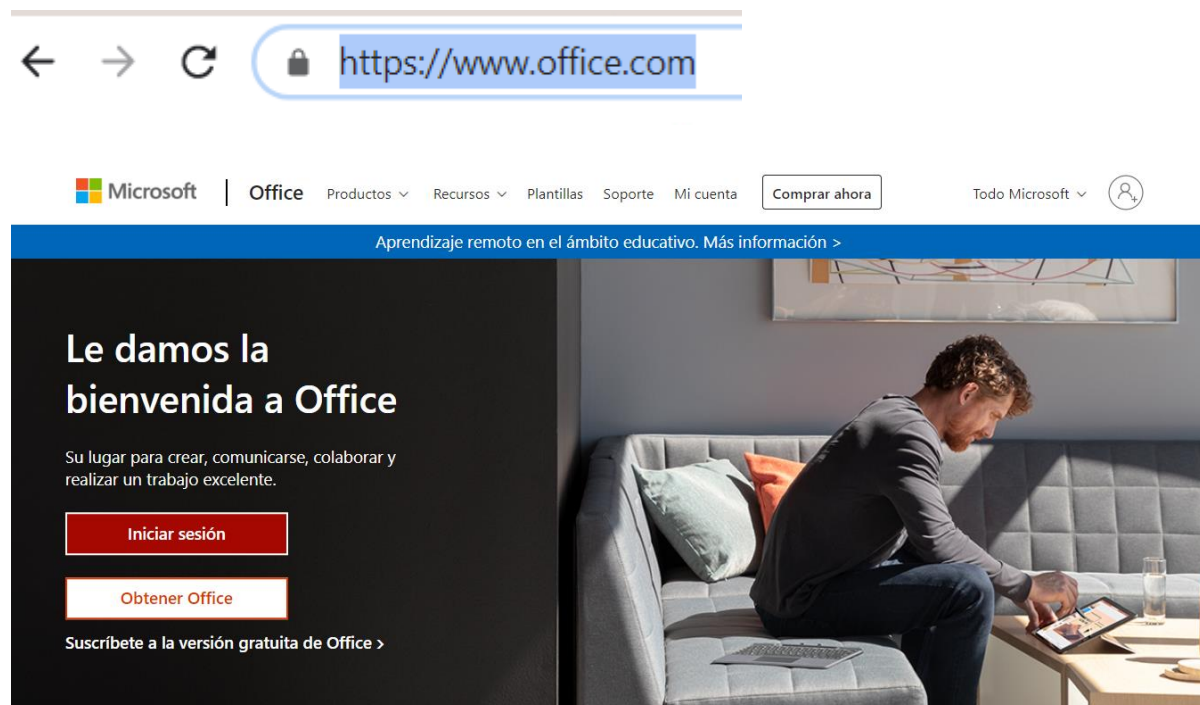 https://www.office.com
Microsoft Office Productos Recursos Plantillas Soporte Mi cuenta Comprar ahora Todo Microsoft
Aprendizaje remoto en el ámbito educativo. Más información >
Le damos la
bienvenida a Office
Su lugar para crear, comunicarse, colaborar y
realizar un trabajo excelente.
Iniciar sesión
Obtener Office
Suscríbete a la versión gratuita de Office >